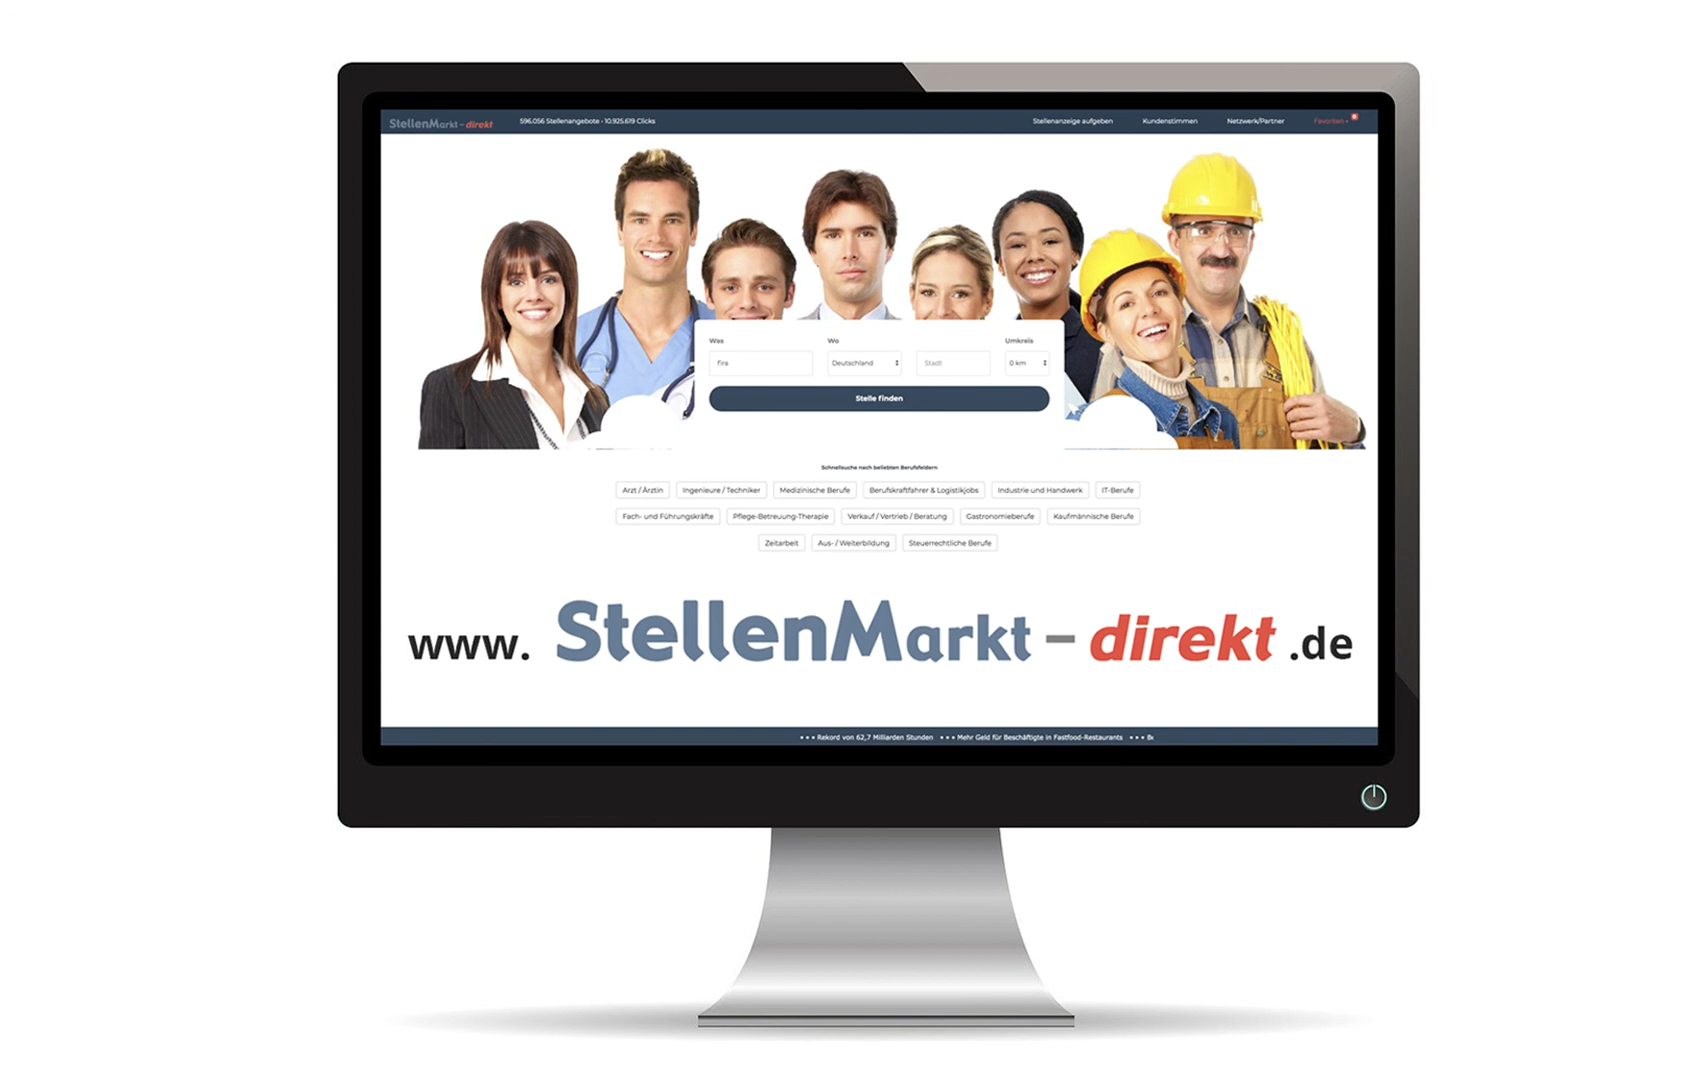 StellenMarkt-direkt 596.056 Stellenangebote - 10.925.619 Clicks Stellenanzeige aufgeben Kundenstimmen Netzwerk/Partner Favoriten
Was Wo Umkreis
fira Deutschland Stadt 0 km
Stelle finden
Schnellsuche nach beliebten Berufsfeldern
Arzt / Ärztin Ingenieure / Techniker Medizinische Berufe Berufskraftfahrer & Logistikjobs Industrie und Handwerk IT-Berufe
Fach- und Führungskräfte Pflege-Betreuung-Therapie Verkauf / Vertrieb / Beratung Gastronomieberufe Kaufmännische Berufe
Zeitarbeit Aus- / Weiterbildung Steuerrechtliche Berufe
www. StellenMarkt-direkt .de
• • • Rekord von 62,7 Milliarden Stunden • • • Mehr Geld für Beschäftigte in Fastfood-Restaurants • • •